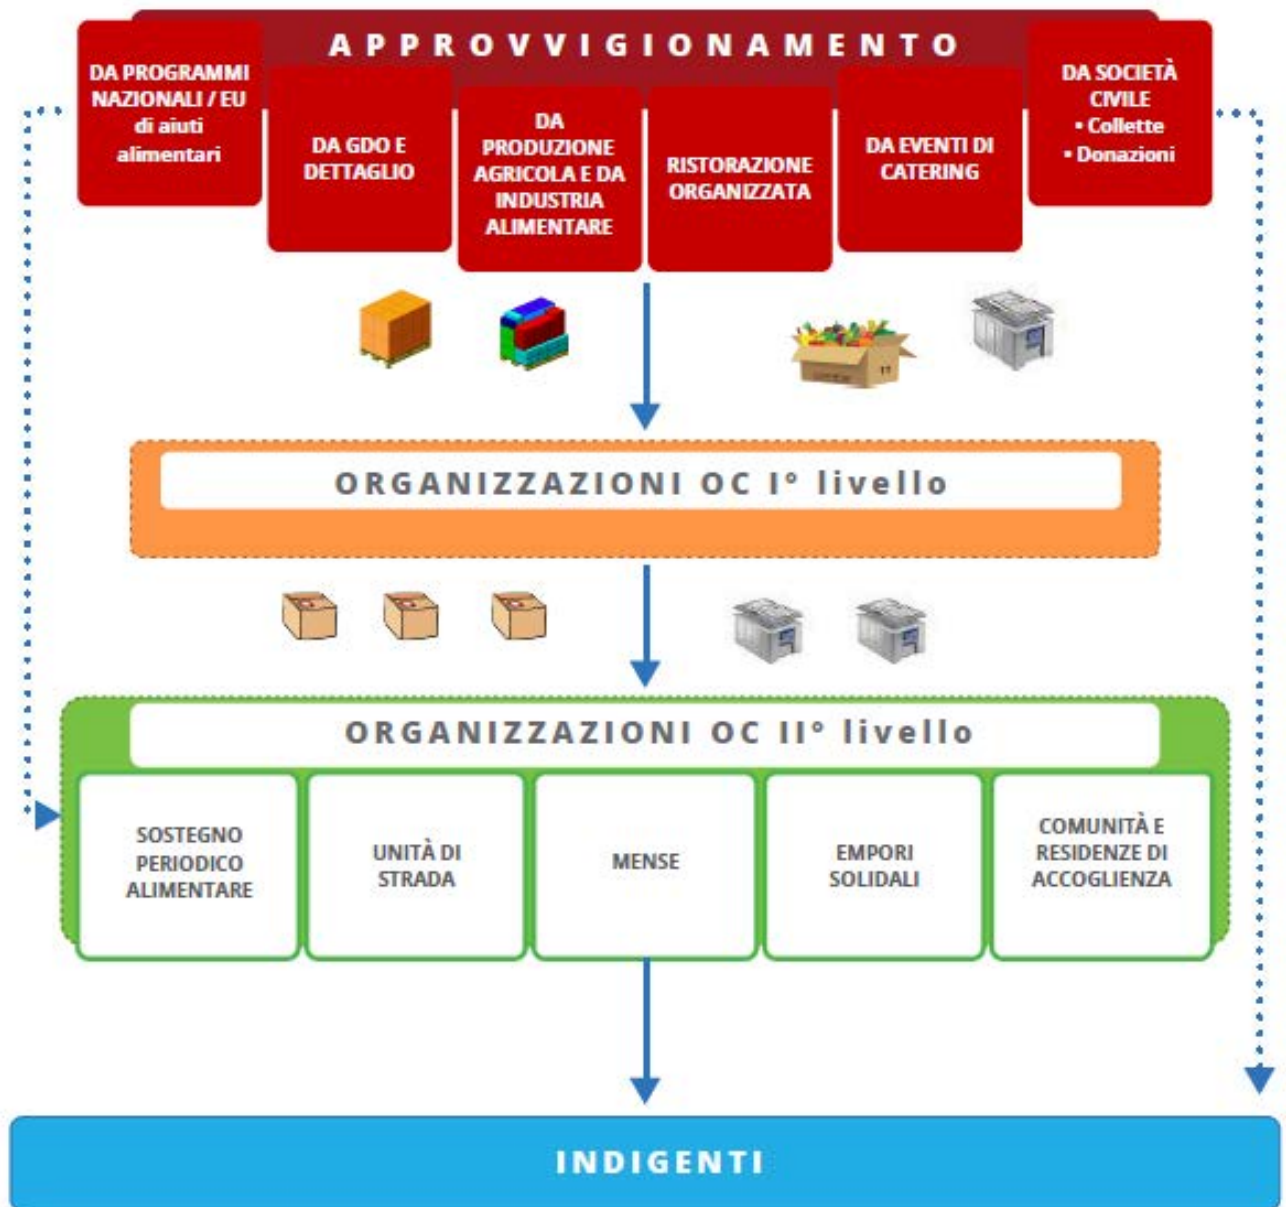 APPROVVIGIONAMENTO
DA PROGRAMMI
NAZIONALI / EU
di aiuti
alimentari
DA GDO E
DETTAGLIO
DA
PRODUZIONE
AGRICOLA E DA
INDUSTRIA
ALIMENTARE
RISTORAZIONE
ORGANIZZATA
DA EVENTI DI
CATERING
DA SOCIETÀ
CIVILE
▪ Collette
▪ Donazioni
ORGANIZZAZIONI OC I° livello
ORGANIZZAZIONI OC II° livello
SOSTEGNO
PERIODICO
ALIMENTARE
UNITÀ DI
STRADA
MENSE
EMPORI
SOLIDALI
COMUNITÀ E
RESIDENZE DI
ACCOGLIENZA
INDIGENTI